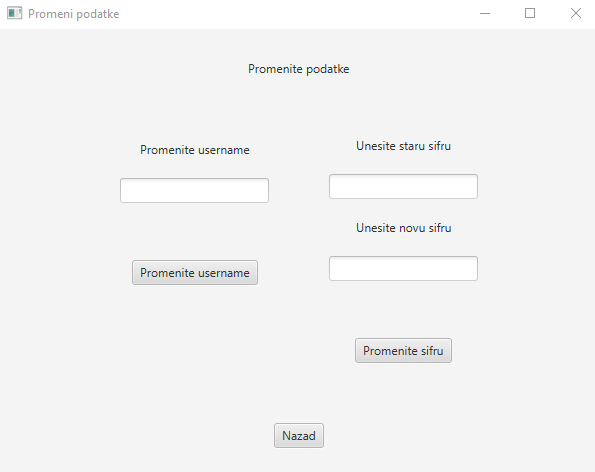 Promeni podatke
Promenite podatke
Promenite username
Promenite username
Unesite staru sifru
Unesite novu sifru
Promenite sifru
Nazad